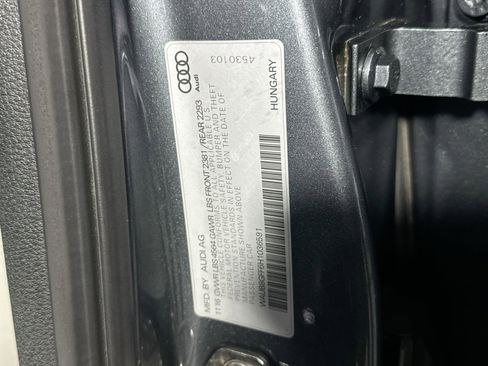 Audi
4530103
MFD. BY AUDI AG
HUNGARY
11 16 GVWR LBS 4564 GAWR LBS FRONT 2381 / REAR 2293
THIS VEHICLE CONFORMS TO ALL APPLICABLE U.S.
FEDERAL MOTOR VEHICLE SAFETY, BUMPER AND THEFT
PREVENTION STANDARDS IN EFFECT ON THE DATE OF
MANUFACTURE SHOWN ABOVE
PASSENGER CAR